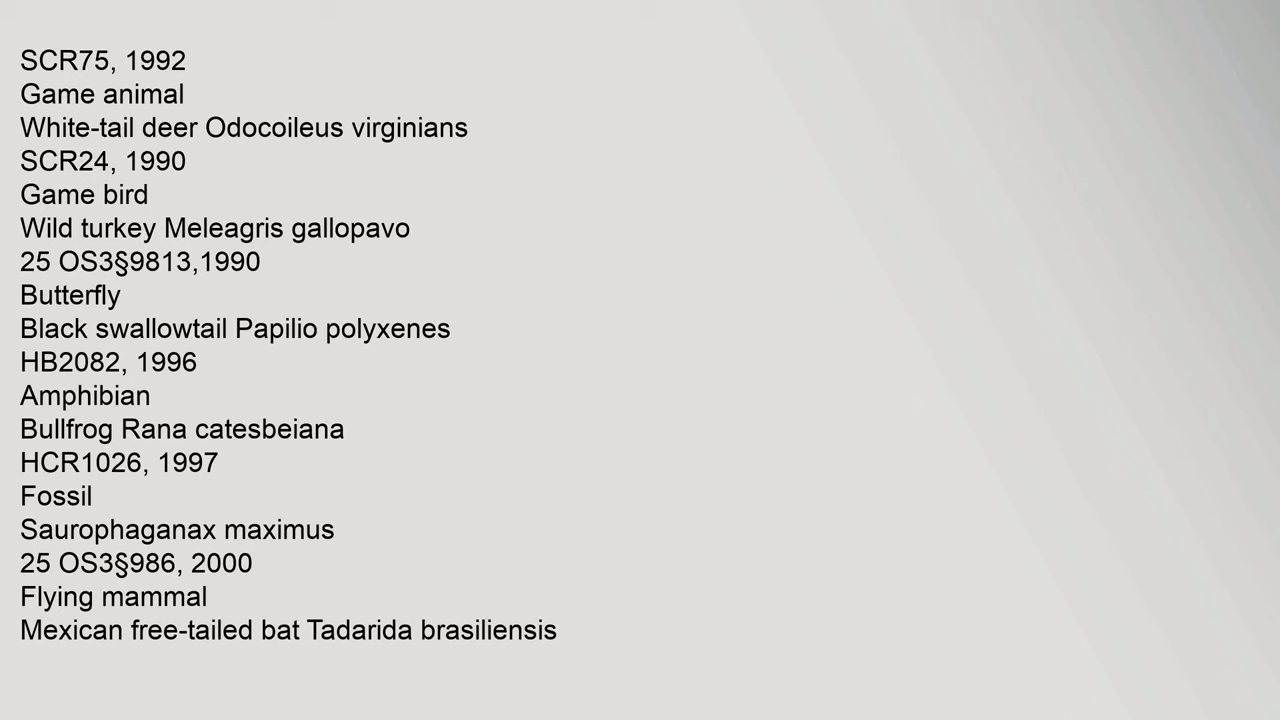 SCR75, 1992
Game animal
White-tail deer Odocoileus virginians
SCR24, 1990
Game bird
Wild turkey Meleagris gallopavo
25 OS3§9813,1990
Butterfly
Black swallowtail Papilio polyxenes
HB2082, 1996
Amphibian
Bullfrog Rana catesbeiana
HCR1026, 1997
Fossil
Saurophaganax maximus
25 OS3§986, 2000
Flying mammal
Mexican free-tailed bat Tadarida brasiliensis